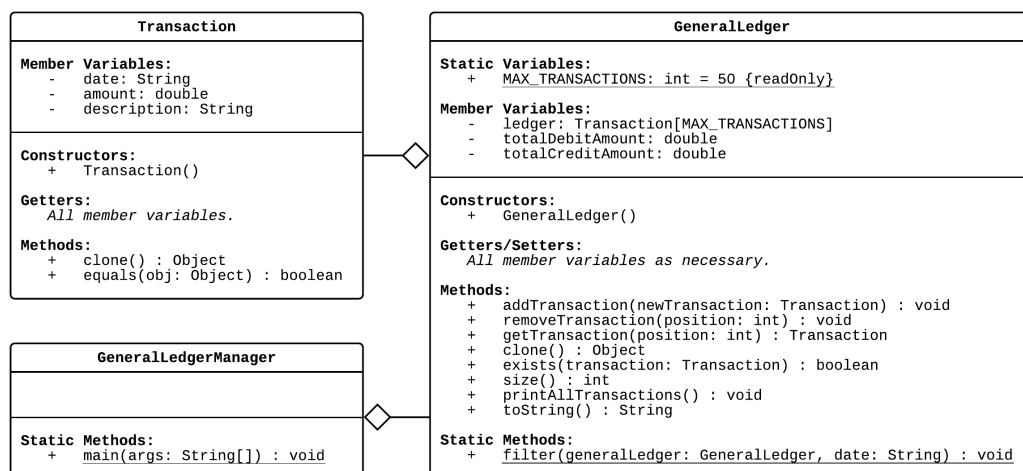 Transaction
Member Variables:
- date: String
- amount: double
- description: String
Constructors:
+ Transaction()
Getters:
All member variables.
Methods:
+ clone() : Object
+ equals(obj: Object) : boolean
GeneralLedgerManager
Static Methods:
+ main(args: String[]) : void
GeneralLedger
Static Variables:
+ MAX_TRANSACTIONS: int = 50 {readOnly}
Member Variables:
- ledger: Transaction[MAX_TRANSACTIONS]
- totalDebitAmount: double
- totalCreditAmount: double
Constructors:
+ GeneralLedger()
Getters/Setters:
All member variables as necessary.
Methods:
+ addTransaction(newTransaction: Transaction) : void
+ removeTransaction(position: int) : void
+ getTransaction(position: int) : Transaction
+ clone() : Object
+ exists(transaction: Transaction) : boolean
+ size() : int
+ printAllTransactions() : void
+ toString() : String
Static Methods:
+ filter(generalLedger: GeneralLedger, date: String) : void